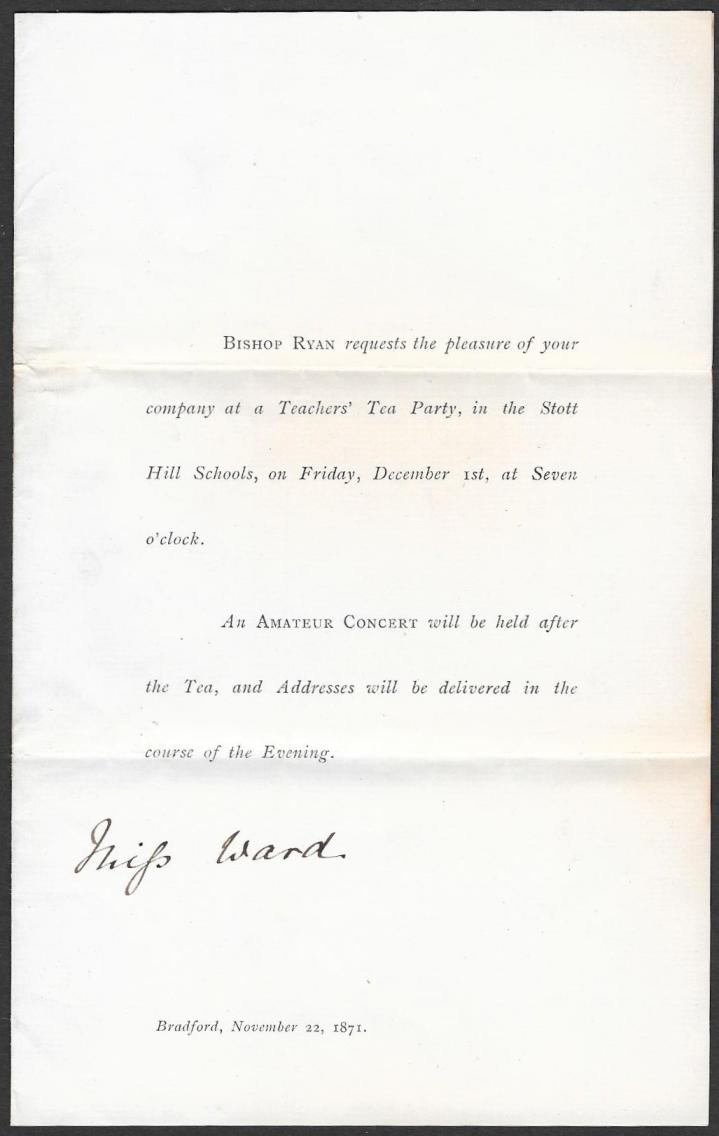 BISHOP RYAN requests the pleasure of your
company at a Teachers' Tea Party, in the Stott
Hill Schools, on Friday, December 1st, at Seven
o'clock.
An AMATEUR CONCERT will be held after
the Tea, and Addresses will be delivered in the
course of the Evening.
Miſs Ward.
Bradford, November 22, 1871.